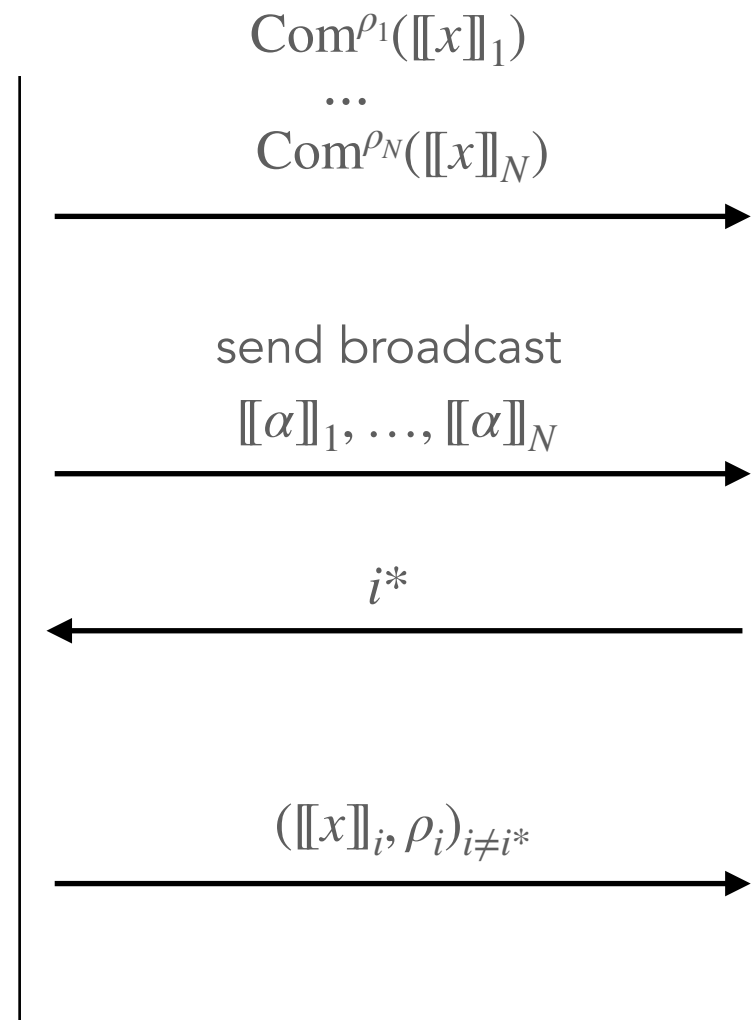 Com^{ρ_1}(⟦x⟧_1)
...
Com^{ρ_N}(⟦x⟧_N)
send broadcast
⟦α⟧_1, …, ⟦α⟧_N
i*
(⟦x⟧_i, ρ_i)_{i≠i*}